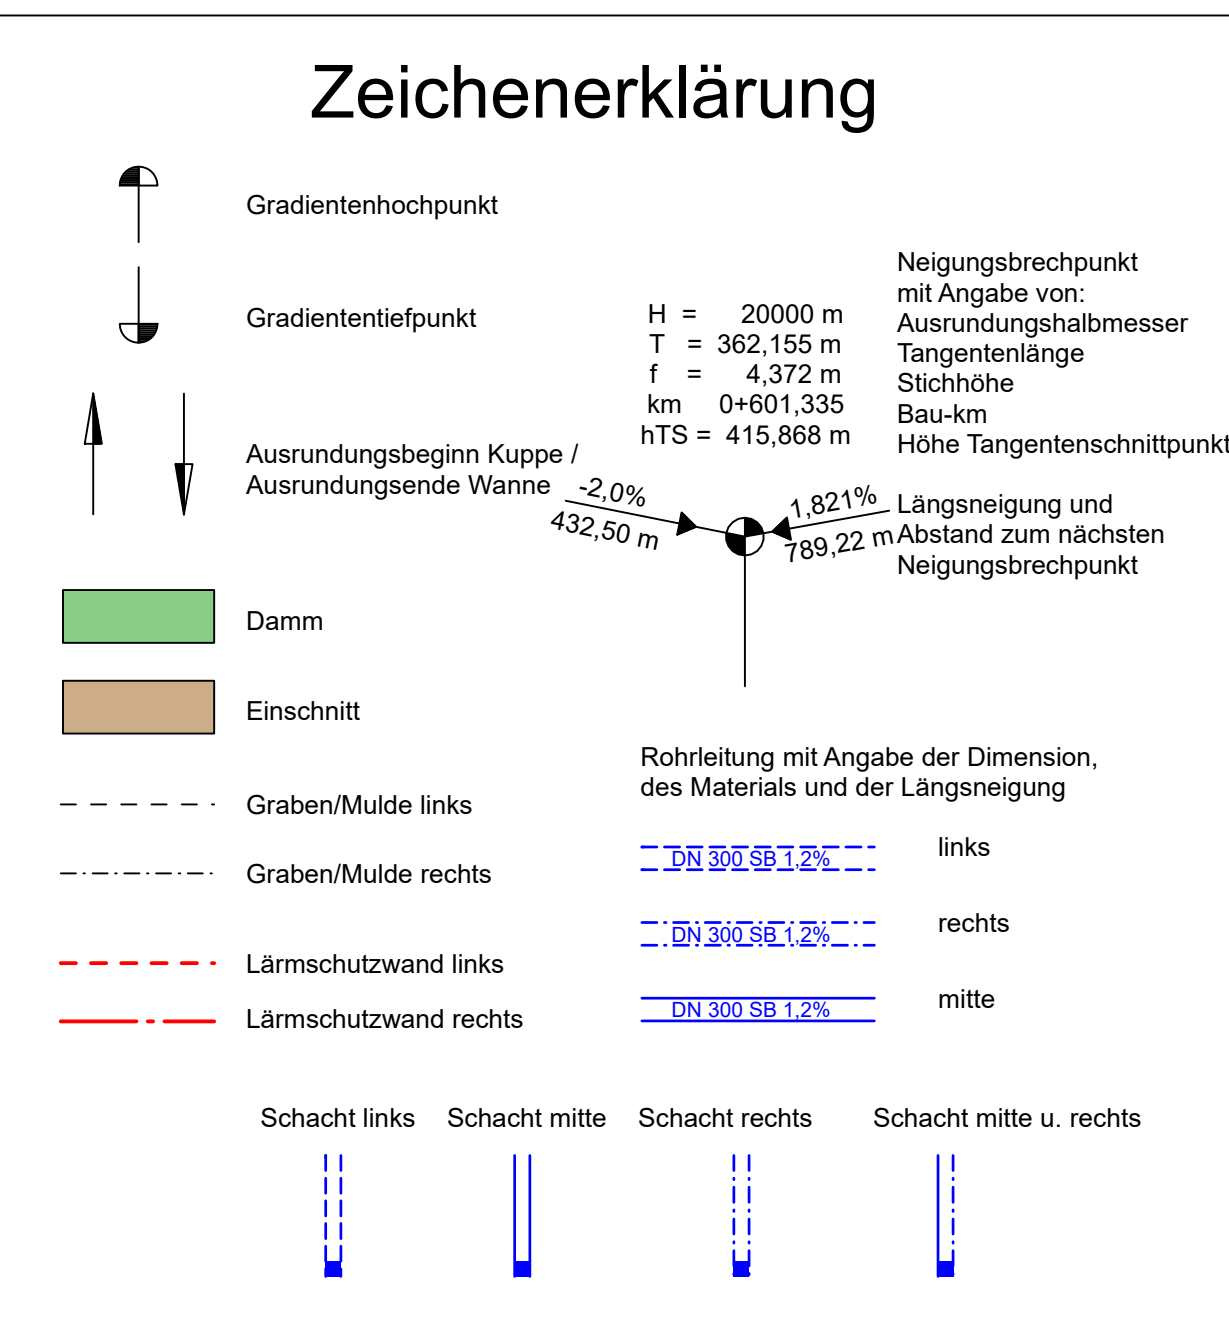 Zeichenerklärung
Gradientenhochpunkt
Gradiententiefpunkt
Ausrundungsbeginn Kuppe /
Ausrundungsende Wanne
Damm
Einschnitt
Graben/Mulde links
Graben/Mulde rechts
Lärmschutzwand links
Lärmschutzwand rechts
H = 20000 m
T = 362,155 m
f = 4,372 m
km 0+601,335
hTS = 415,868 m
Neigungsbrechpunkt
mit Angabe von:
Ausrundungshalbmesser
Tangentenlänge
Stichhöhe
Bau-km
Höhe Tangentenschnittpunkt
-2,0%
432,50 m
1,821%
789,22 m
Längsneigung und
Abstand zum nächsten
Neigungsbrechpunkt
Rohrleitung mit Angabe der Dimension,
des Materials und der Längsneigung
DN 300 SB 1,2%
links
DN 300 SB 1,2%
rechts
DN 300 SB 1,2%
mitte
Schacht links
Schacht mitte
Schacht rechts
Schacht mitte u. rechts